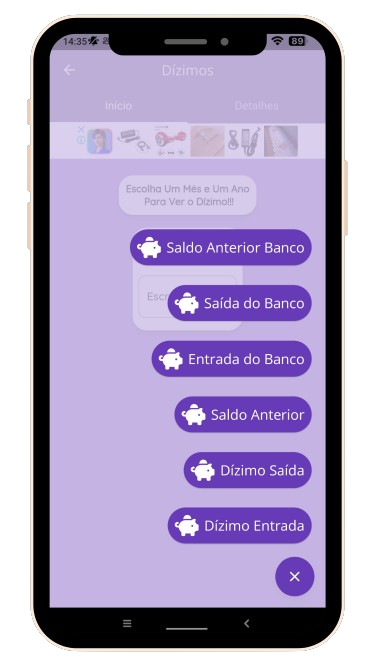 14:35
89
Dízimos
Início
Detalhes
Escolha Um Mês e Um Ano
Para Ver o Dízimo!!!
Saldo Anterior Banco
Escr
Saída do Banco
Entrada do Banco
Saldo Anterior
Dízimo Saída
Dízimo Entrada